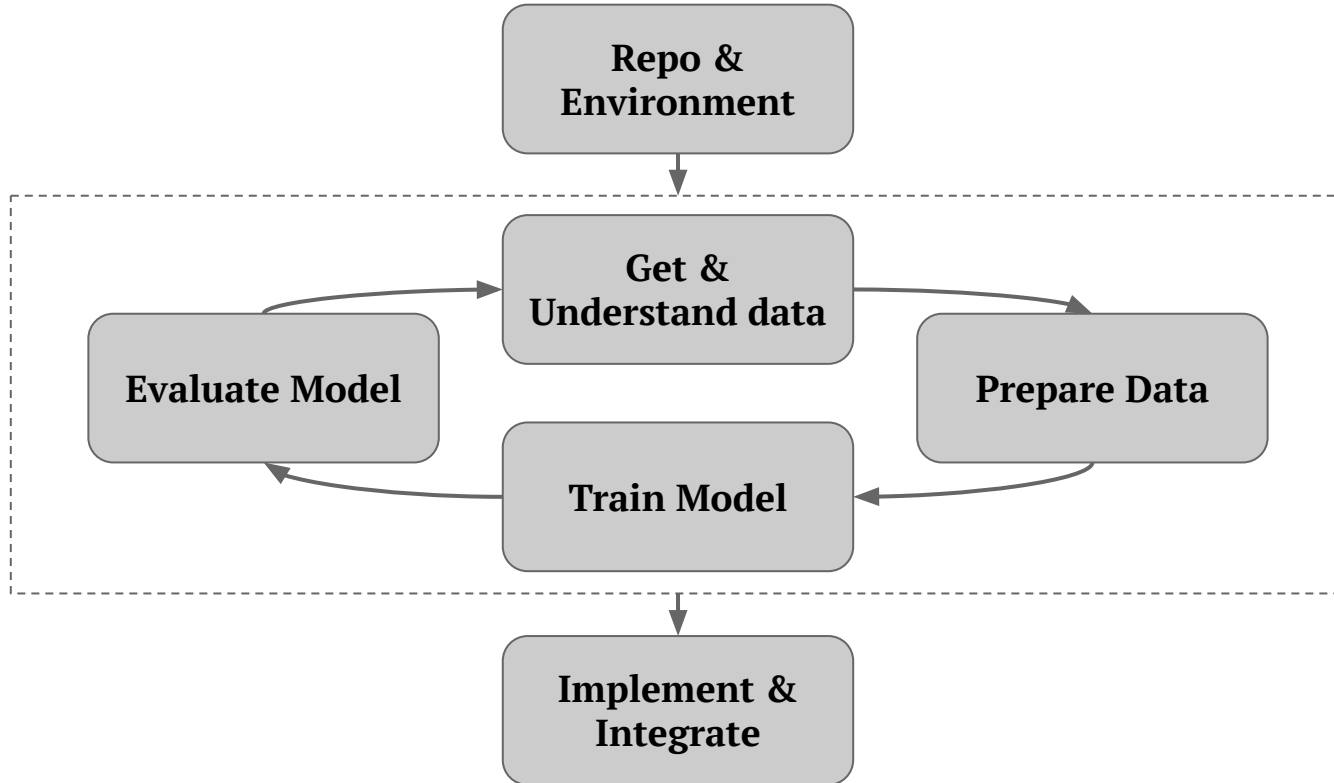 Repo &
Environment
Get &
Understand data
Evaluate Model
Prepare Data
Train Model
Implement &
Integrate